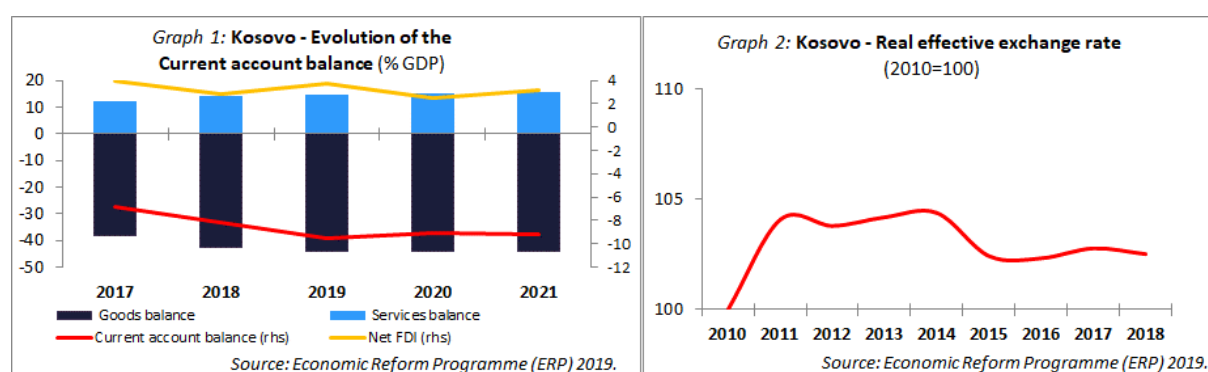 Graph 1: Kosovo - Evolution of the
Current account balance (% GDP)
20
10
0
-10
-20
-30
-40
-50
4
2
0
-2
-4
-6
-8
-10
-12
2017 2018 2019 2020 2021
Goods balance Services balance
Current account balance (rhs) Net FDI (rhs)
Source: Economic Reform Programme (ERP) 2019.
Graph 2: Kosovo - Real effective exchange rate
(2010=100)
110
105
100
2010 2011 2012 2013 2014 2015 2016 2017 2018
Source: Economic Reform Programme (ERP) 2019.